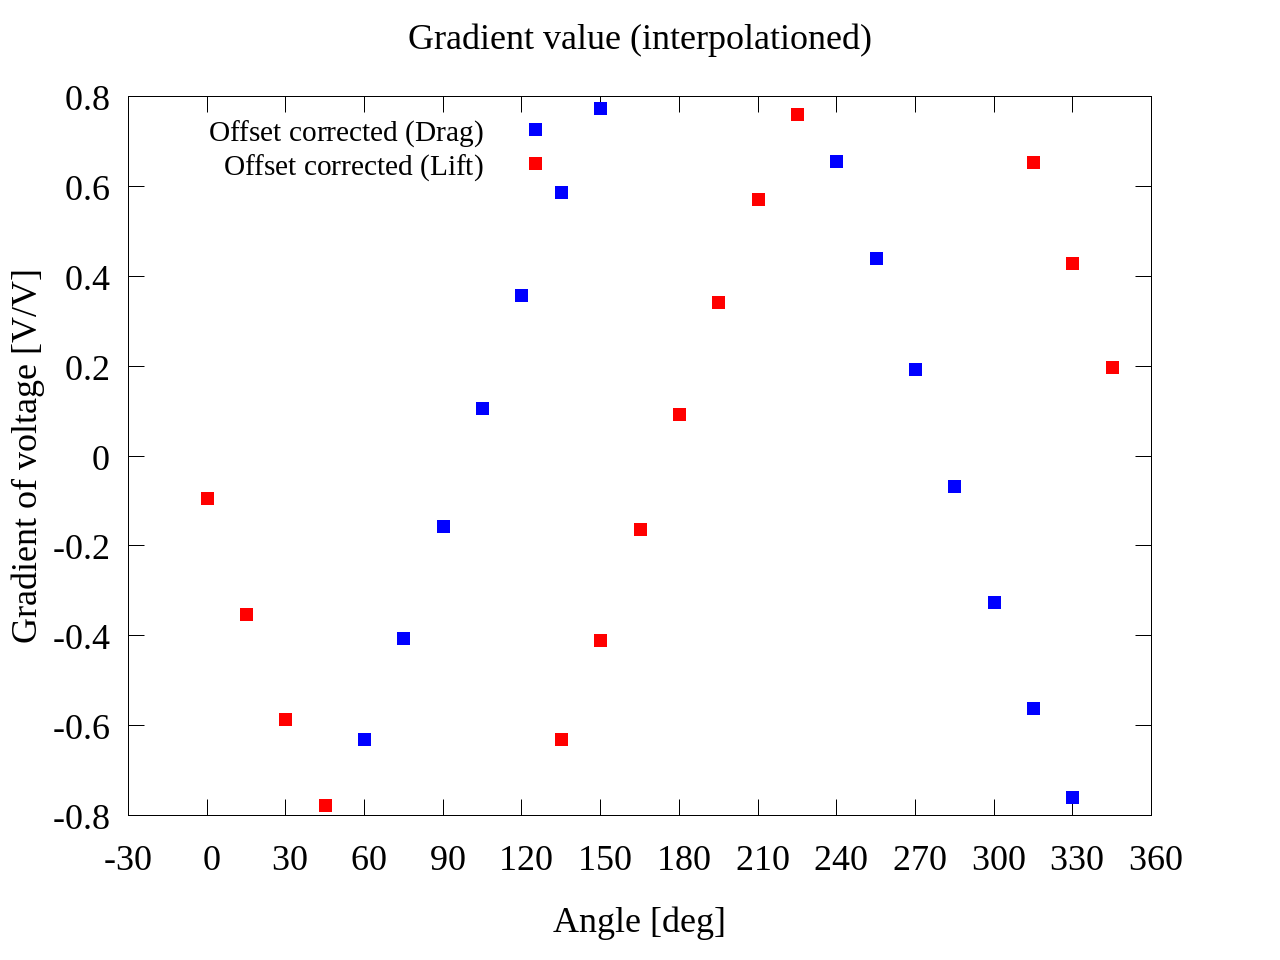 Gradient value (interpolationed)
Offset corrected (Drag)
Offset corrected (Lift)
Gradient of voltage [V/V]
0.8
0.6
0.4
0.2
0
-0.2
-0.4
-0.6
-0.8
-30 0 30 60 90 120 150 180 210 240 270 300 330 360
Angle [deg]